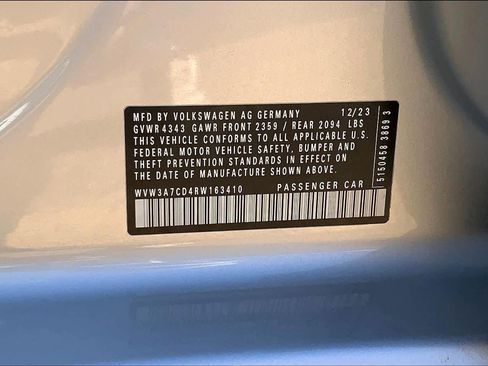 MFD BY VOLKSWAGEN AG GERMANY 12/23
GVWR 4343 GAWR FRONT 2359 / REAR 2094 LBS
THIS VEHICLE CONFORMS TO ALL APPLICABLE U.S.
FEDERAL MOTOR VEHICLE SAFETY, BUMPER AND
THEFT PREVENTION STANDARDS IN EFFECT ON THE
DATE OF MANUFACTURE SHOWN ABOVE.
WVW3A7CD4RW163410 PASSENGER CAR
5150458 3869 3